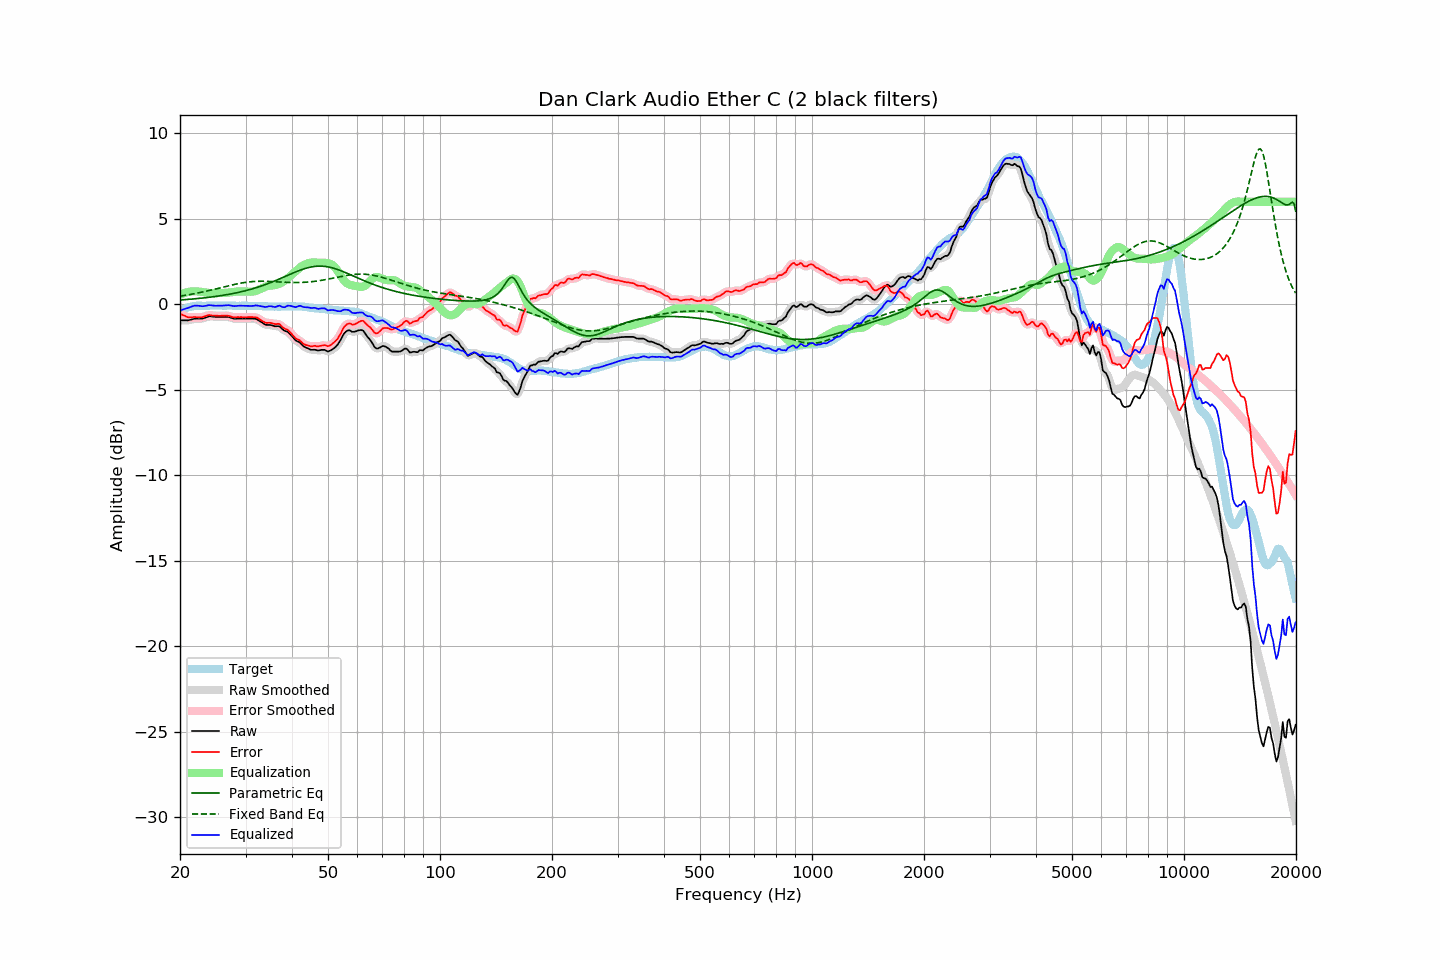 Dan Clark Audio Ether C (2 black filters)
Amplitude (dBr)
10
5
0
−5
−10
−15
−20
−25
−30
Target
Raw Smoothed
Error Smoothed
Raw
Error
Equalization
Parametric Eq
Fixed Band Eq
Equalized
20 50 100 200 500 1000 2000 5000 10000 20000
Frequency (Hz)